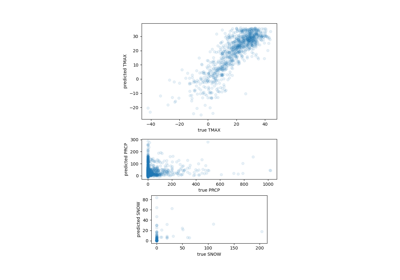 30
20
10
0
−10
−20
predicted TMAX
−40 −20 0 20 40
true TMAX
300
200
100
0
predicted PRCP
0 200 400 600 800 1000
true PRCP
80
60
40
20
0
predicted SNOW
0 50 100 150 200
true SNOW